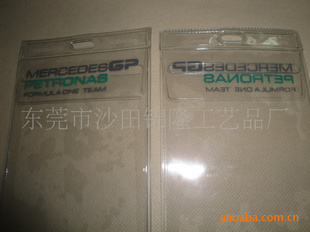 MERCEDES GP
PETRONAS
FORMULA ONE TEAM
MERCEDES GP
PETRONAS
FORMULA ONE TEAM
东莞市沙田锦隆工艺品厂
alibaba.com.cn